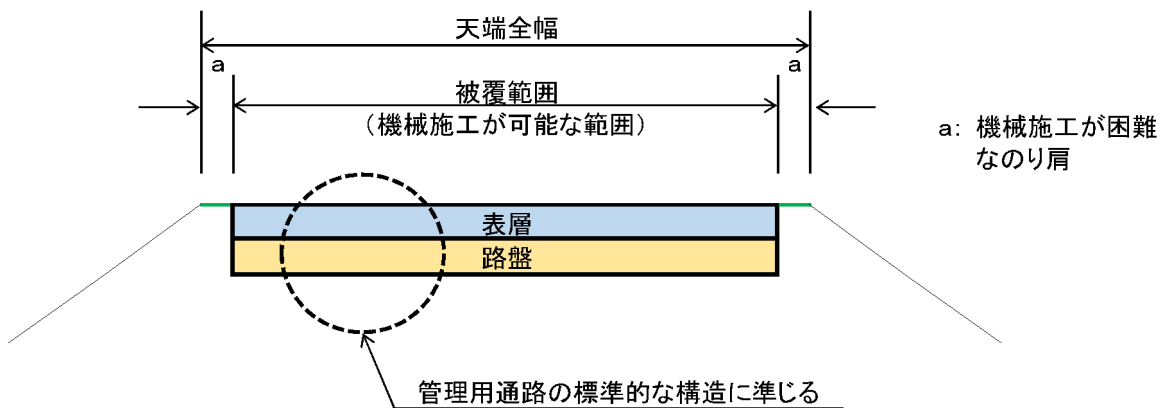 天端全幅
a
a
被覆範囲
（機械施工が可能な範囲）
a: 機械施工が困難
なのり肩
表層
路盤
管理用通路の標準的な構造に準じる